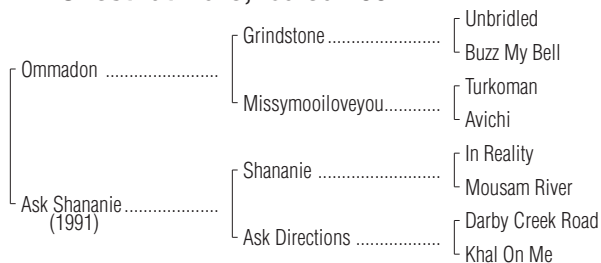 Unbridled
Grindstone
Buzz My Bell
Ommadon
Turkoman
Missymooiloveyou
Avichi
In Reality
Shananie
Mousam River
Ask Shananie
(1991)
Darby Creek Road
Ask Directions
Khal On Me